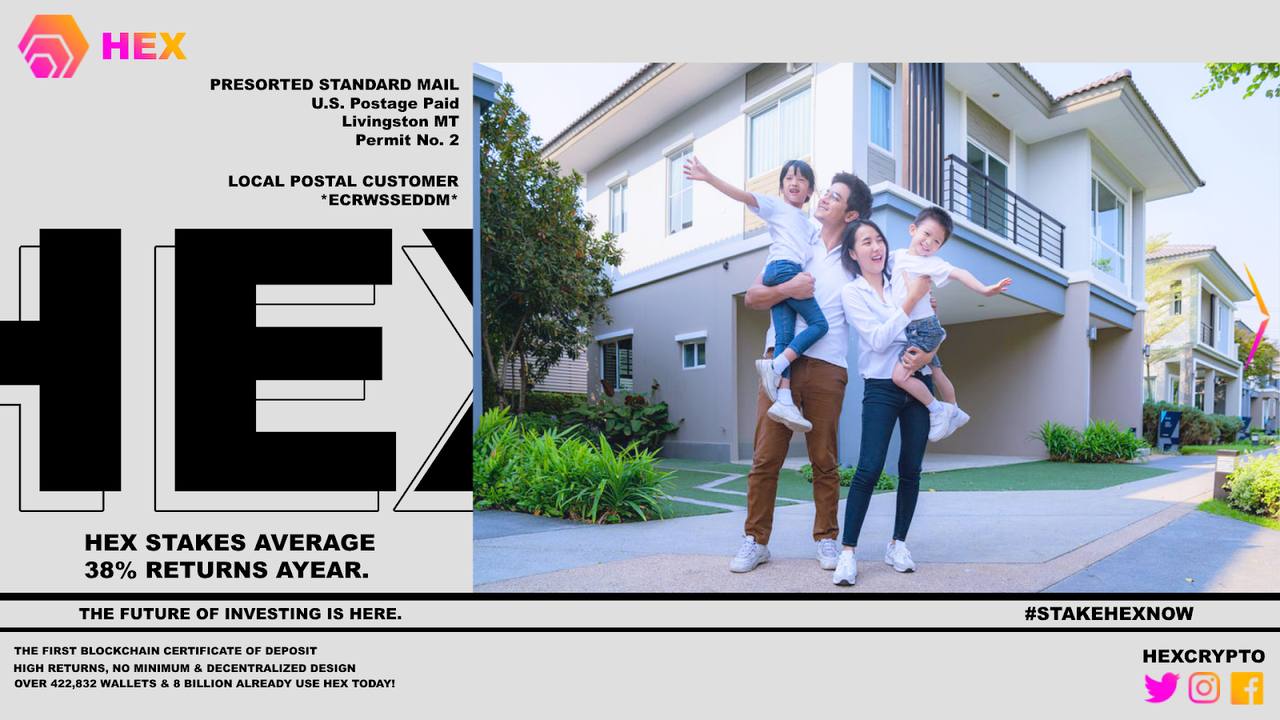 HEX
PRESORTED STANDARD MAIL
U.S. Postage Paid
Livingston MT
Permit No. 2
LOCAL POSTAL CUSTOMER
*ECRWSSEDDM*
HEX
HEX STAKES AVERAGE
38% RETURNS AYEAR.
THE FUTURE OF INVESTING IS HERE.
#STAKEHEXNOW
THE FIRST BLOCKCHAIN CERTIFICATE OF DEPOSIT
HIGH RETURNS, NO MINIMUM & DECENTRALIZED DESIGN
OVER 422,832 WALLETS & 8 BILLION ALREADY USE HEX TODAY!
HEXCRYPTO